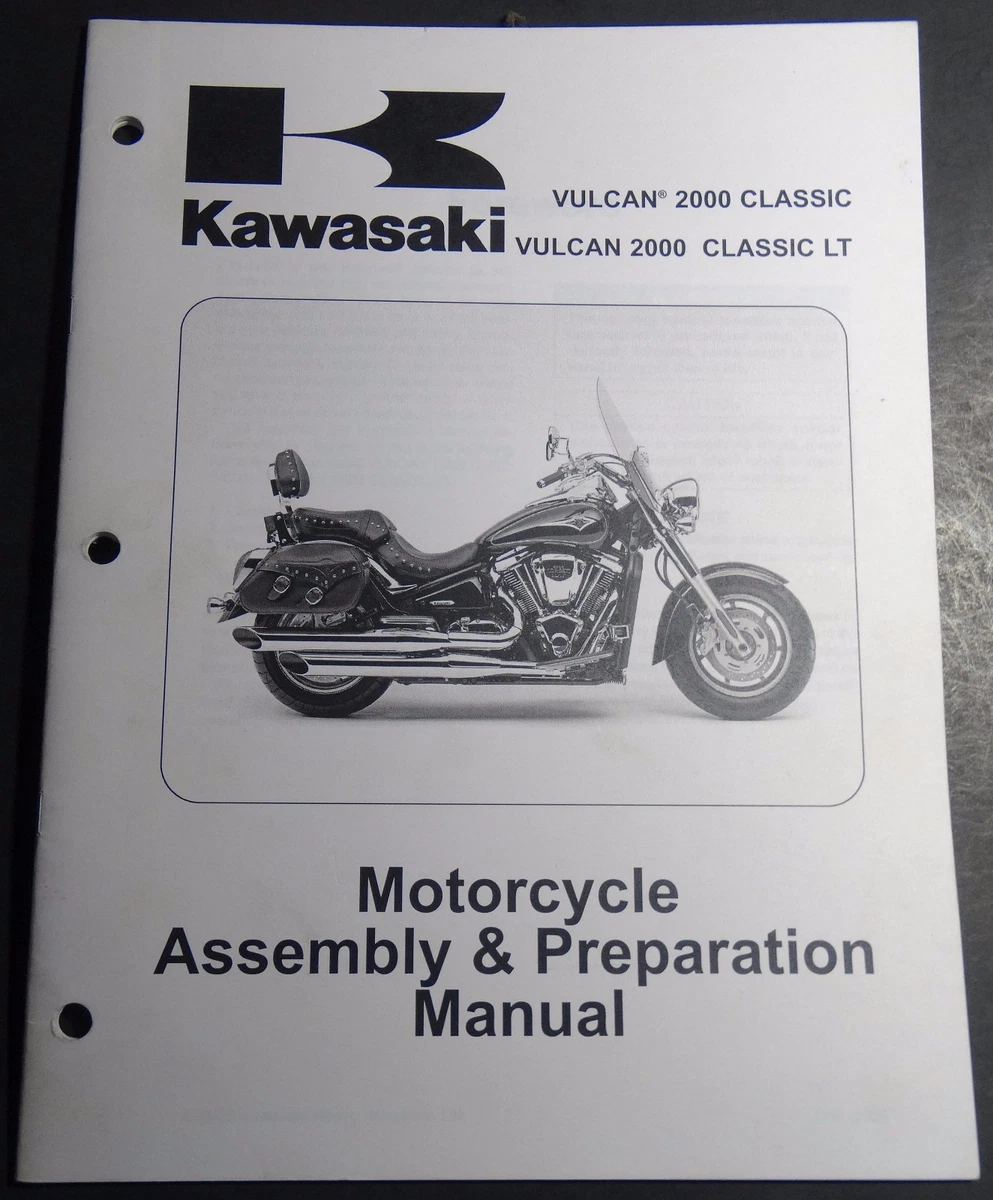 Kawasaki
VULCAN® 2000 CLASSIC
VULCAN 2000 CLASSIC LT
Motorcycle
Assembly & Preparation
Manual